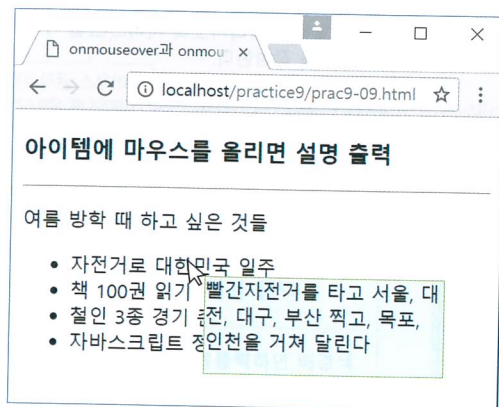 onmouseover과 onmou
localhost/practice9/prac9-09.html
아이템에 마우스를 올리면 설명 출력
여름 방학 때 하고 싶은 것들
자전거로 대한민국 일주
책 100권 읽기
철인 3종 경기
자바스크립트 정
빨간자전거를 타고 서울, 대
전, 대구, 부산 찍고, 목포,
인천을 거쳐 달린다